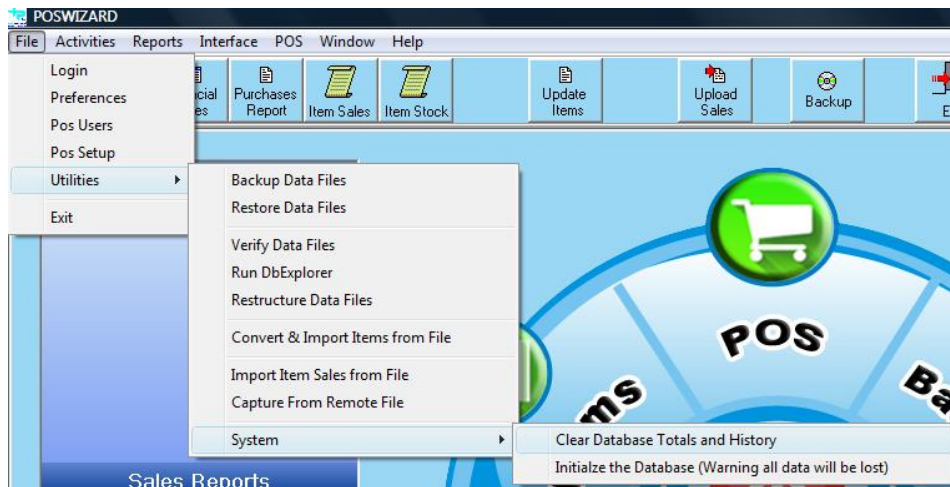 POSWIZARD
File Activities Reports Interface POS Window Help
Login
Preferences
Pos Users
Pos Setup
Utilities
Exit
Purchases
Report
Item Sales
Item Stock
Update
Items
Upload
Sales
Backup
Backup Data Files
Restore Data Files
Verify Data Files
Run DbExplorer
Restructure Data Files
Convert & Import Items from File
Import Item Sales from File
Capture From Remote File
System
Clear Database Totals and History
Initialze the Database (Warning all data will be lost)
POS
Sales Reports